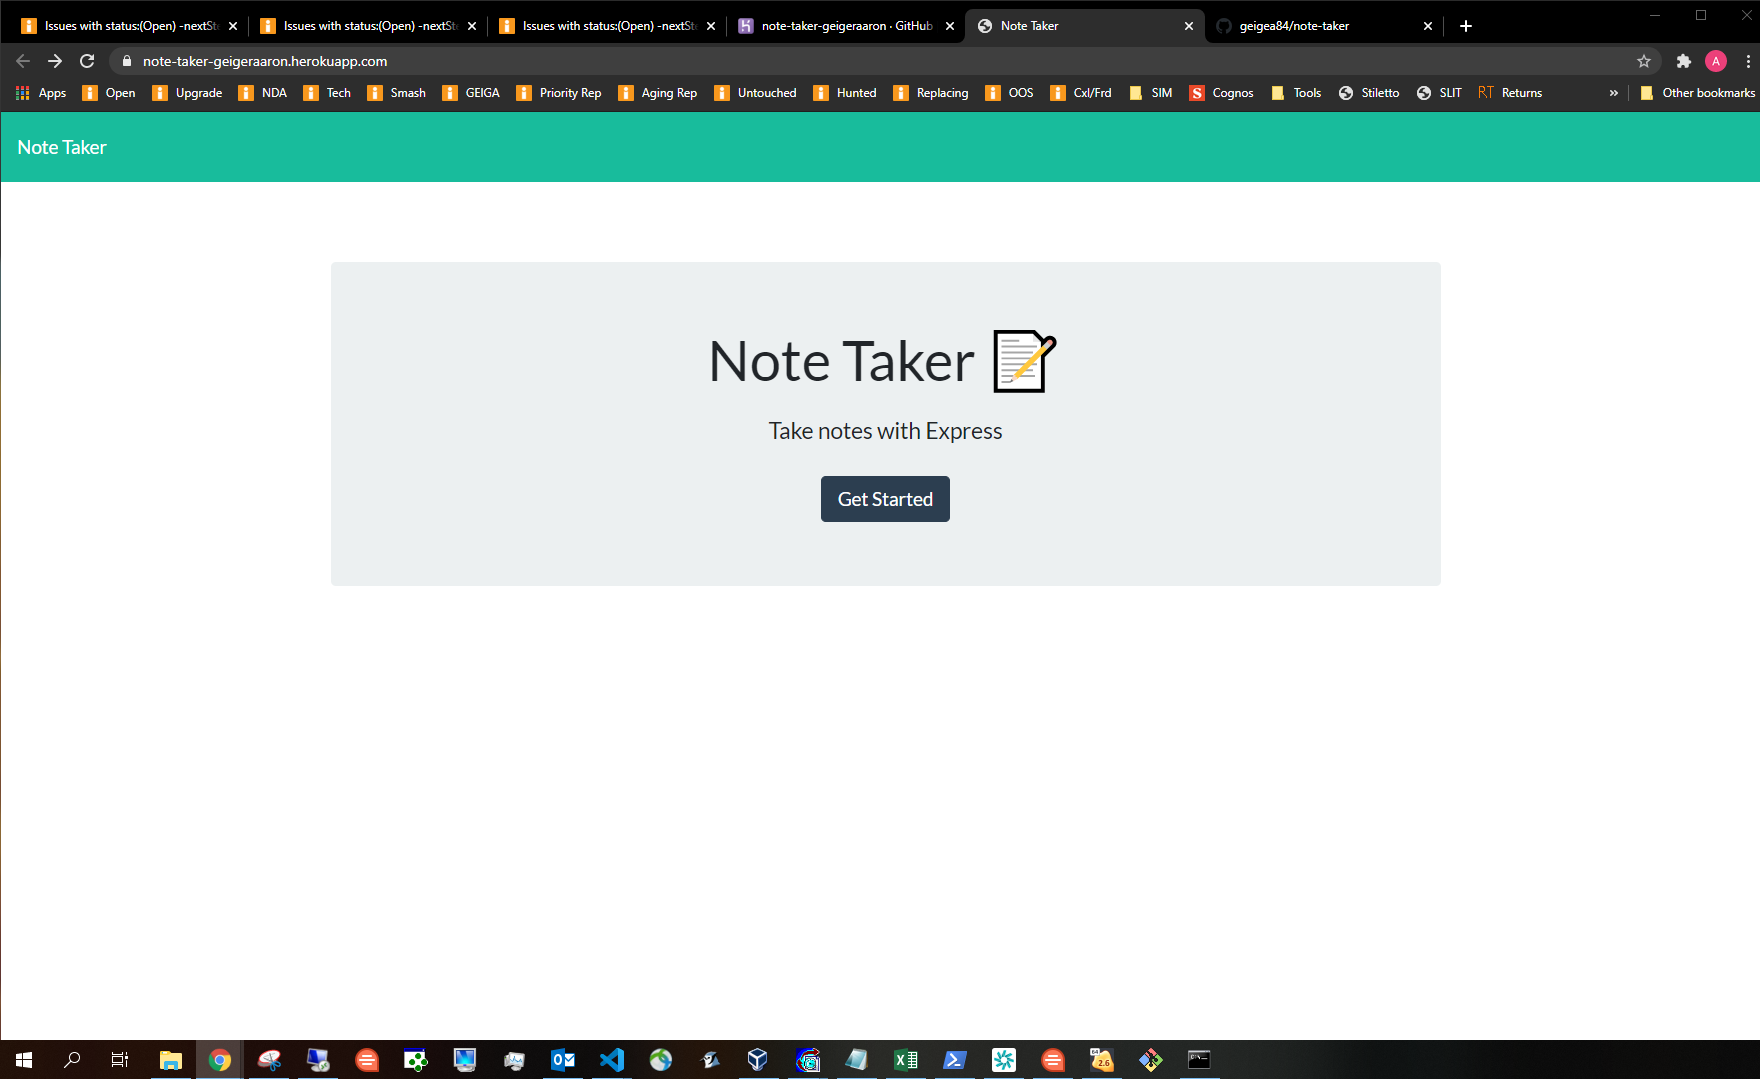 Issues with status:(Open) -nextSt
Issues with status:(Open) -nextSt
Issues with status:(Open) -nextSt
note-taker-geigeraaron · GitHub
Note Taker
geigea84/note-taker
note-taker-geigeraaron.herokuapp.com
A
Apps Open Upgrade NDA Tech Smash GEIGA Priority Rep Aging Rep Untouched Hunted Replacing OOS Cxl/Frd SIM S Cognos Tools Stiletto SLIT RT Returns » Other bookmarks
Note Taker
Note Taker
Take notes with Express
Get Started